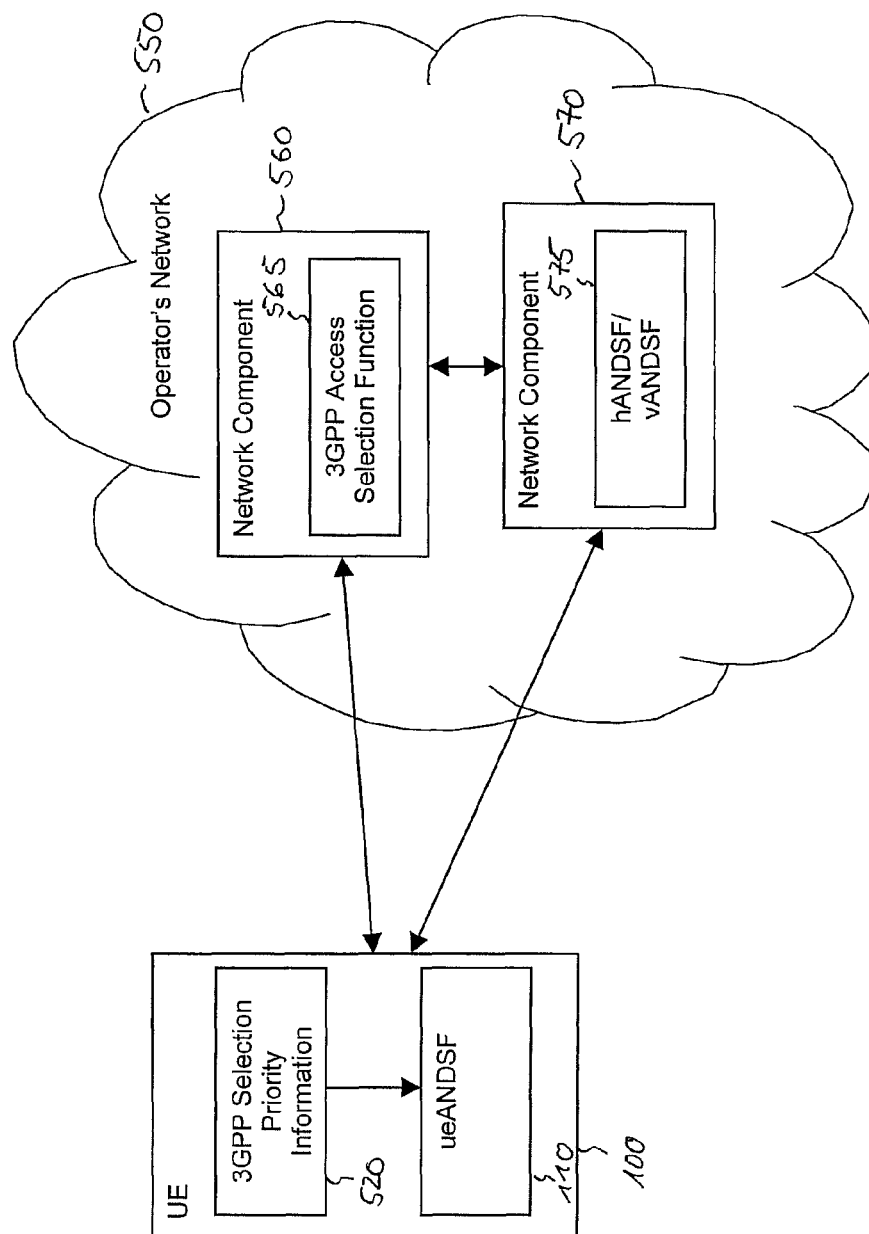 UE
3GPP Selection
Priority
Information
520
ueANDSF
110
100
Operator's Network
550
Network Component
560
565
3GPP Access
Selection Function
Network Component
570
575
hANDSF/
vANDSF